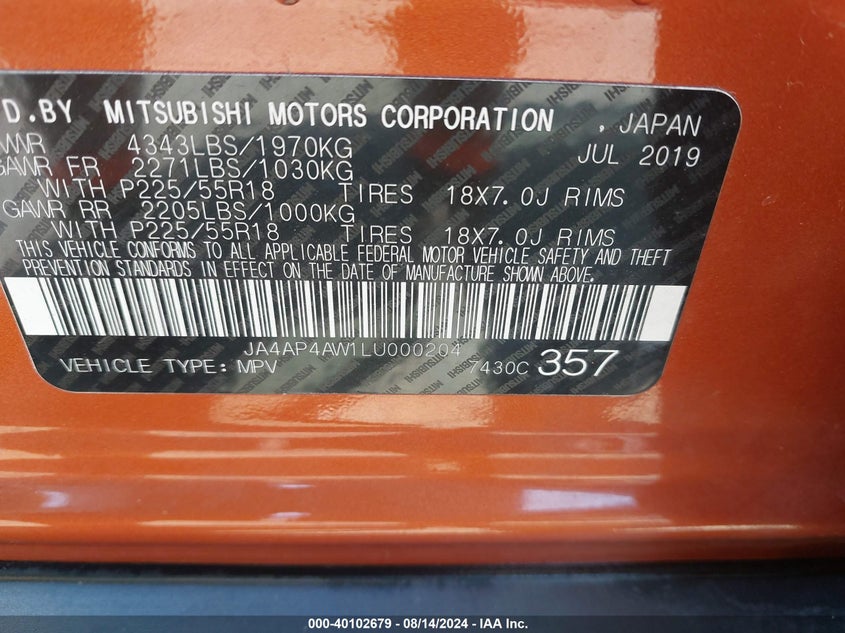 D.BY MITSUBISHI MOTORS CORPORATION , JAPAN
4343LBS/1970KG JUL 2019
GAWR FR 2271LBS/1030KG
WITH P225/55R18 TIRES 18X7.0J RIMS
GAWR RR 2205LBS/1000KG
WITH P225/55R18 TIRES 18X7.0J RIMS
THIS VEHICLE CONFORMS TO ALL APPLICABLE FEDERAL MOTOR VEHICLE SAFETY AND THEFT
PREVENTION STANDARDS IN EFFECT ON THE DATE OF MANUFACTURE SHOWN ABOVE.
JA4AP4AW1LU000204
VEHICLE TYPE: MPV 7430C 357
000-40102679 - 08/14/2024 - IAA Inc.